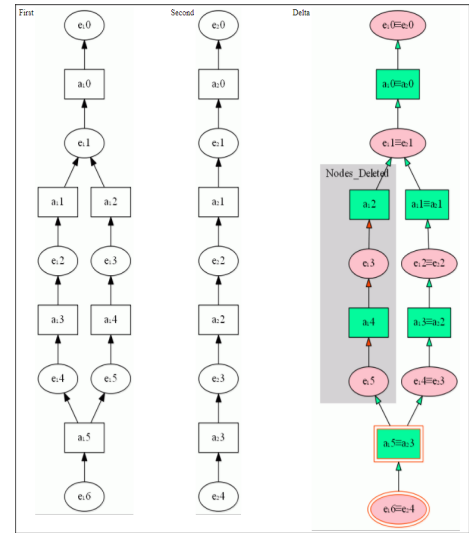 First
Second
Delta
e₁0
e₂0
e₁0≡e₂0
a₁0
a₂0
a₁0≡a₂0
e₁1
e₂1
e₁1≡e₂1
Nodes_Deleted
a₁1
a₁2
a₂1
a₁2
a₁1≡a₂1
e₁2
e₁3
e₂2
e₁3
e₁2≡e₂2
a₁3
a₁4
a₂2
a₁4
a₁3≡a₂2
e₁4
e₁5
e₂3
e₁5
e₁4≡e₂3
a₁5
a₂3
a₁5≡a₂3
e₁6
e₂4
e₁6≡e₂4